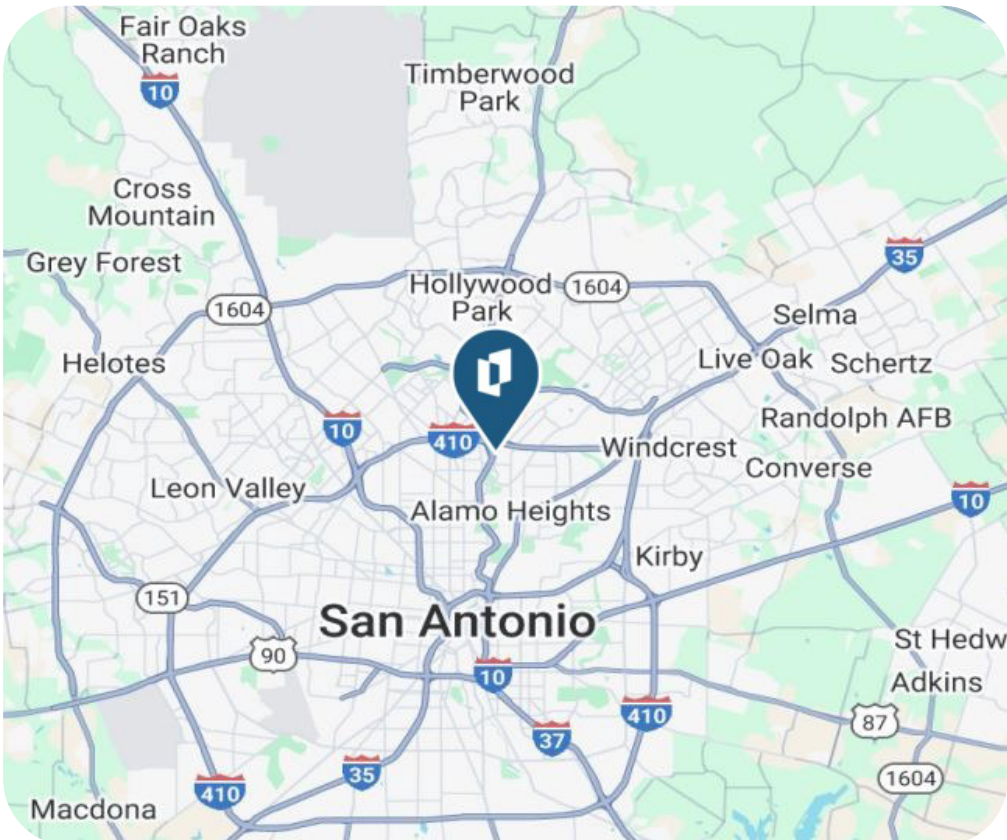 Fair Oaks
Ranch
10
Timberwood
Park
Cross
Mountain
Grey Forest
35
Hollywood
Park
1604
1604
Selma
Helotes
Live Oak
Schertz
Randolph AFB
10
410
Windcrest
Converse
Leon Valley
10
Alamo Heights
Kirby
151
San Antonio
90
St Hedw
10
Adkins
410
87
37
35
1604
410
Macdona